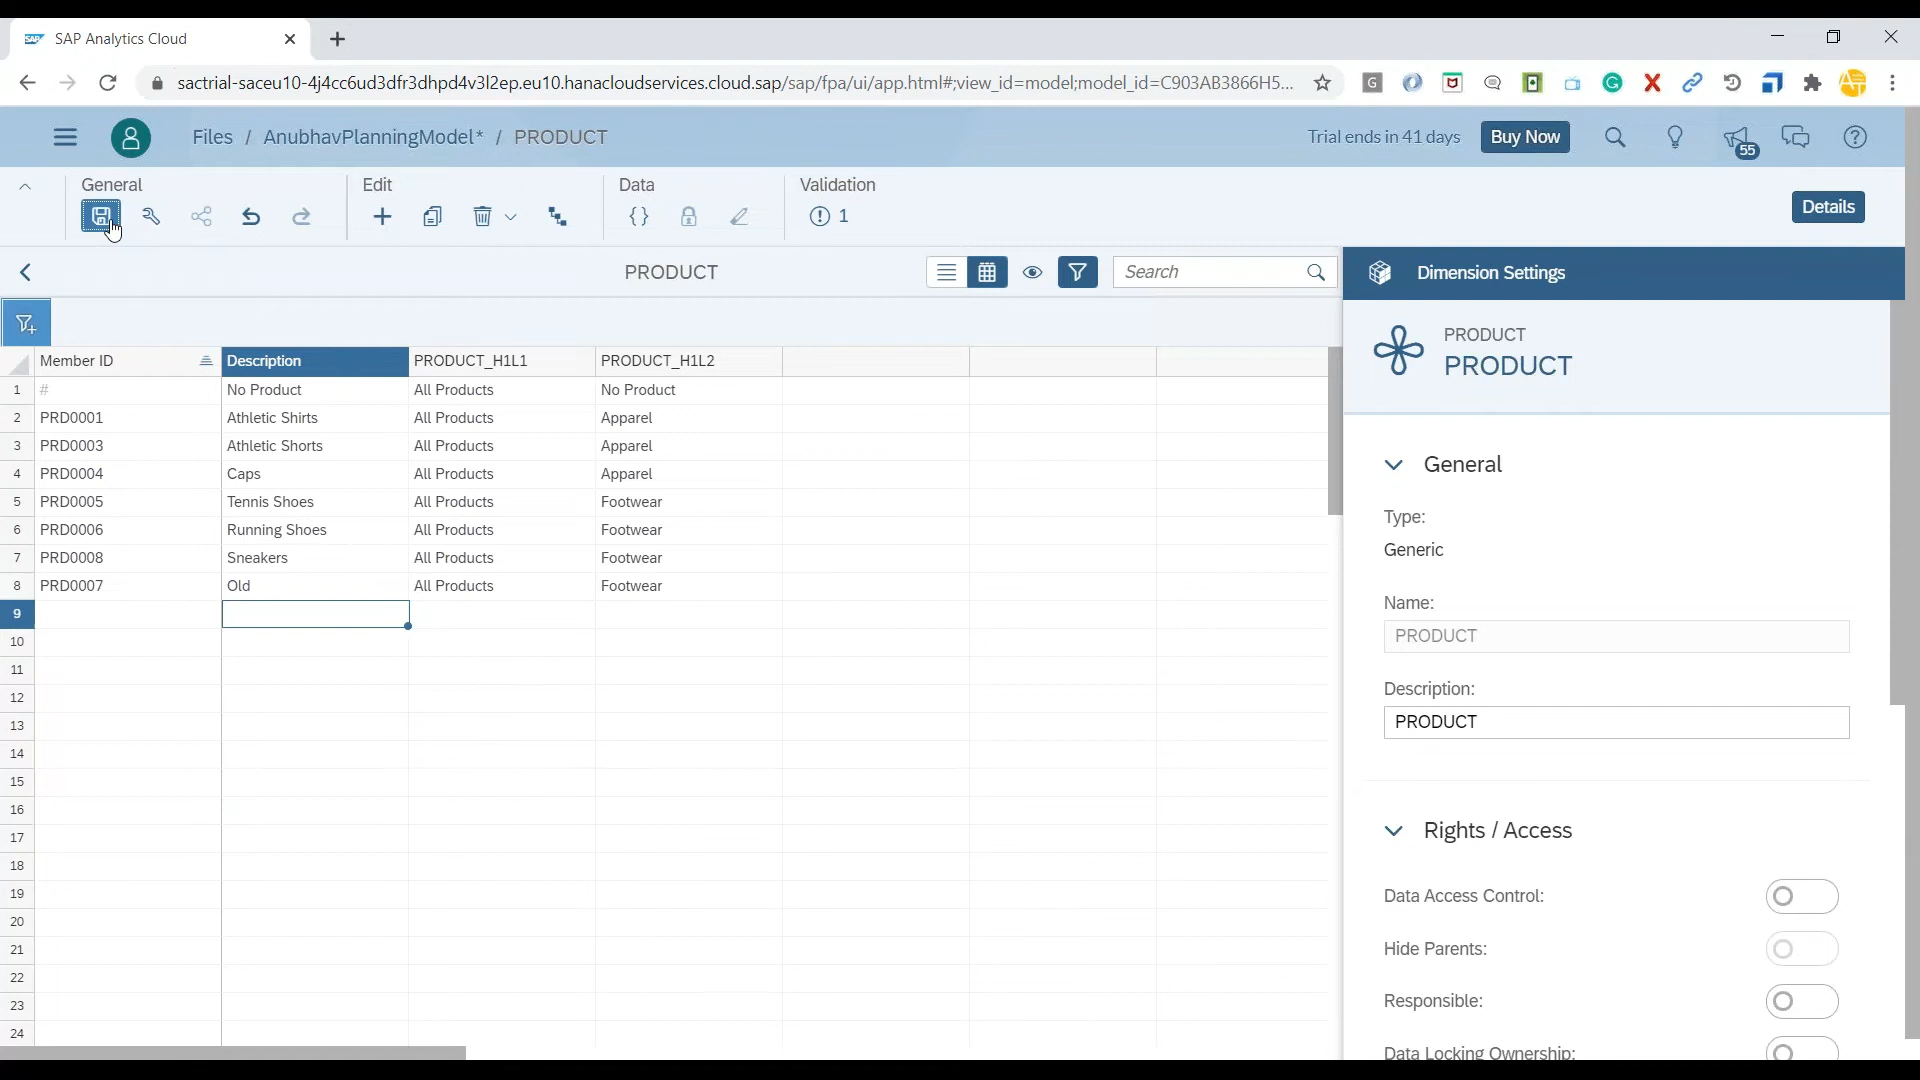 SAP Analytics Cloud
sactrial-saceu10-4j4cc6ud3dfr3dhpd4v3l2ep.eu10.hanacloudservices.cloud.sap/sap/fpa/ui/app.html#;view_id=model;model_id=C903AB3866H5...
Files / AnubhavPlanningModel* / PRODUCT
Trial ends in 41 days
Buy Now
55
General
Edit
Data
Validation
1
Details
PRODUCT
Search
Dimension Settings
PRODUCT
PRODUCT
Member ID Description PRODUCT_H1L1 PRODUCT_H1L2
1 # No Product All Products No Product
2 PRD0001 Athletic Shirts All Products Apparel
3 PRD0003 Athletic Shorts All Products Apparel
4 PRD0004 Caps All Products Apparel
5 PRD0005 Tennis Shoes All Products Footwear
6 PRD0006 Running Shoes All Products Footwear
7 PRD0008 Sneakers All Products Footwear
8 PRD0007 Old All Products Footwear
9
10
11
12
13
14
15
16
17
18
19
20
21
22
23
24
General
Type:
Generic
Name:
PRODUCT
Description:
PRODUCT
Rights / Access
Data Access Control:
Hide Parents:
Responsible:
Data Locking Ownership: